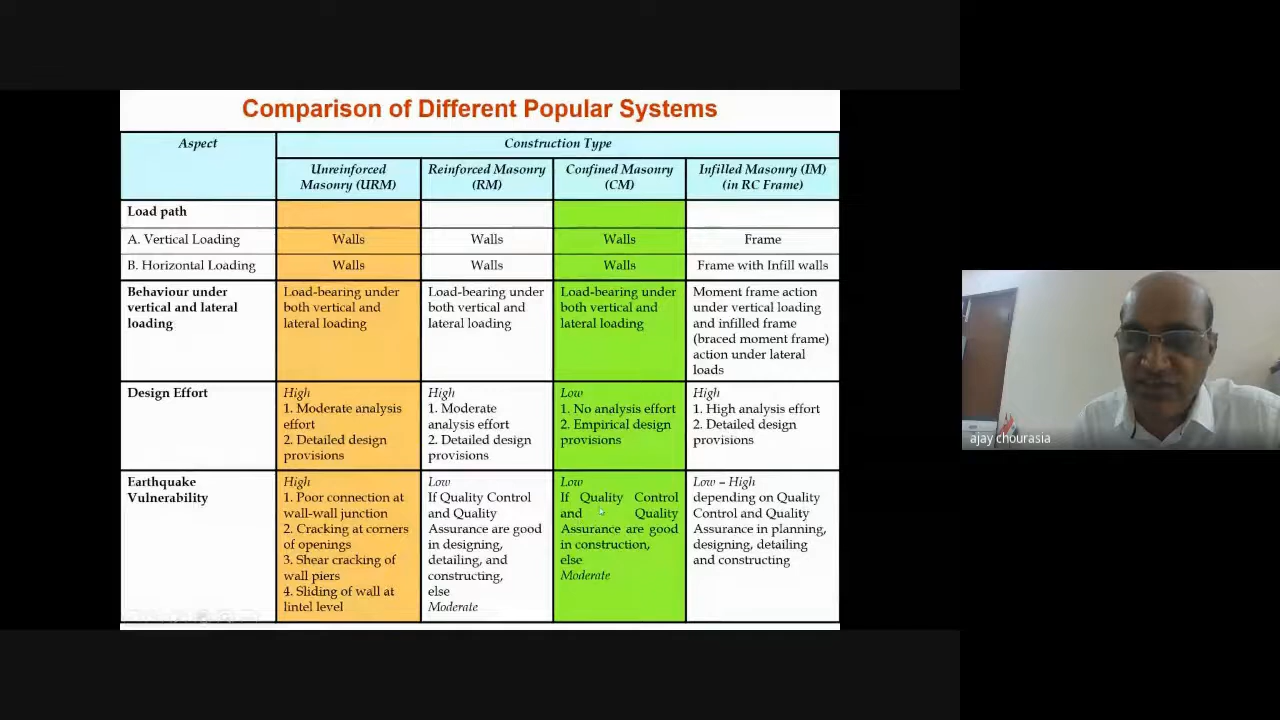 Comparison of Different Popular Systems
Aspect
Construction Type
Unreinforced
Masonry (URM)
Reinforced Masonry
(RM)
Confined Masonry
(CM)
Infilled Masonry (IM)
(in RC Frame)
Load path
A. Vertical Loading
Walls
Walls
Walls
Frame
B. Horizontal Loading
Walls
Walls
Walls
Frame with Infill walls
Behaviour under
vertical and lateral
loading
Load-bearing under
both vertical and
lateral loading
Load-bearing under
both vertical and
lateral loading
Load-bearing under
both vertical and
lateral loading
Moment frame action
under vertical loading
and infilled frame
(braced moment frame)
action under lateral
loads
Design Effort
High
1. Moderate analysis
effort
2. Detailed design
provisions
High
1. Moderate
analysis effort
2. Detailed design
provisions
Low
1. No analysis effort
2. Empirical design
provisions
High
1. High analysis effort
2. Detailed design
provisions
Earthquake
Vulnerability
High
1. Poor connection at
wall-wall junction
2. Cracking at corners
of openings
3. Shear cracking of
wall piers
4. Sliding of wall at
lintel level
Low
If Quality Control
and Quality
Assurance are good
in designing,
detailing, and
constructing,
else
Moderate
Low
If Quality Control
and Quality
Assurance are good
in construction,
else
Moderate
Low – High
depending on Quality
Control and Quality
Assurance in planning,
designing, detailing
and constructing
ajay chourasia